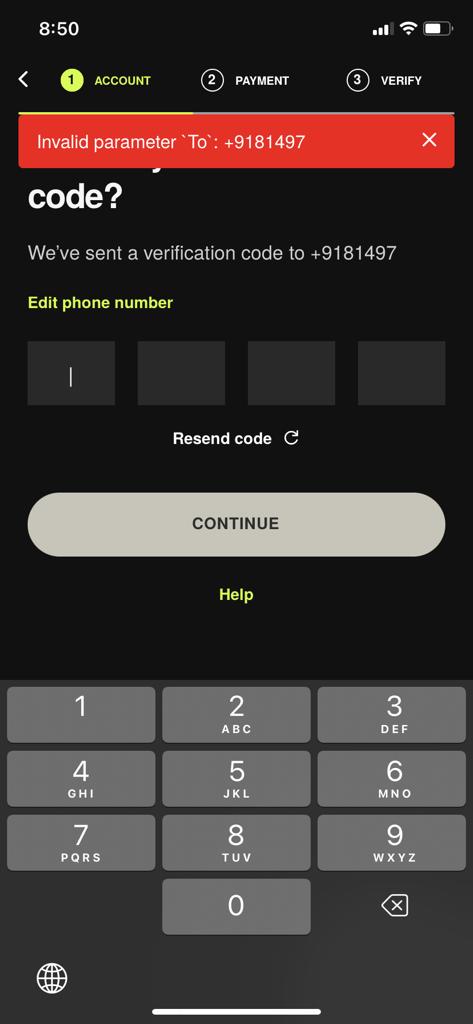 8:50
1 ACCOUNT 2 PAYMENT 3 VERIFY
Invalid parameter `To`: +9181497
code?
We've sent a verification code to +9181497
Edit phone number
Resend code
CONTINUE
Help
1 2 3
ABC DEF
4 5 6
GHI JKL MNO
7 8 9
PQRS TUV WXYZ
0